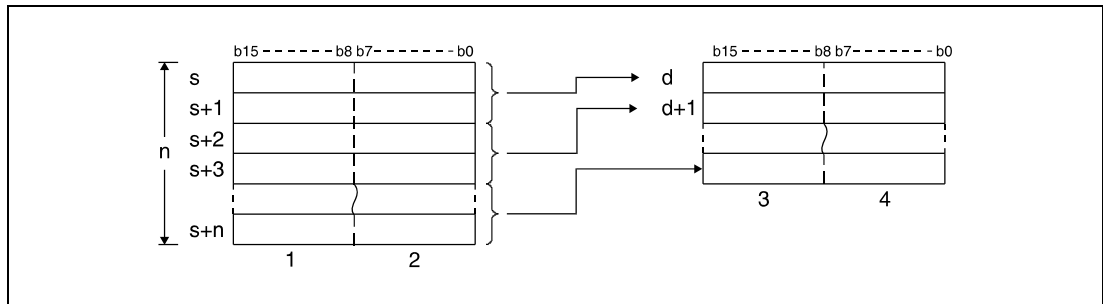 b15 ------ b8 b7------ b0
b15 ------ b8 b7------ b0
s
d
s+1
d+1
s+2
n
s+3
s+n
1
2
3
4